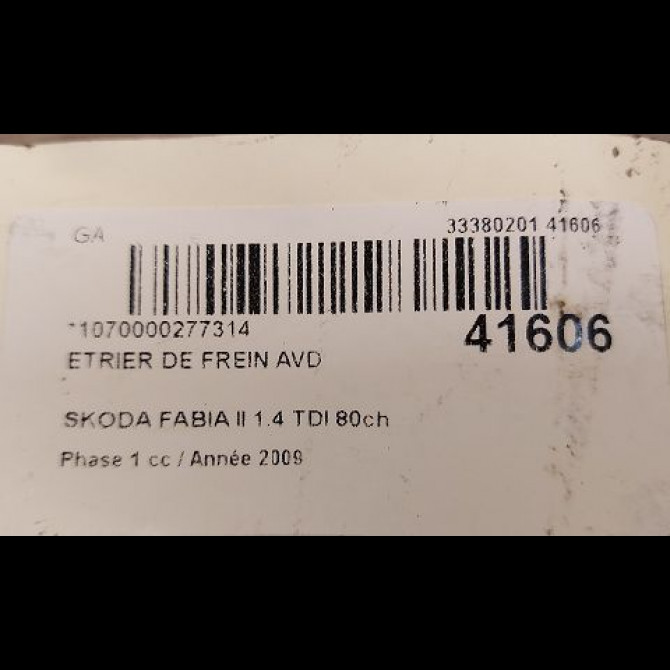 GA 33380201 41606
*1070000277314 41606
ETRIER DE FREIN AVD
SKODA FABIA II 1.4 TDI 80ch
Phase 1 cc / Année 2009